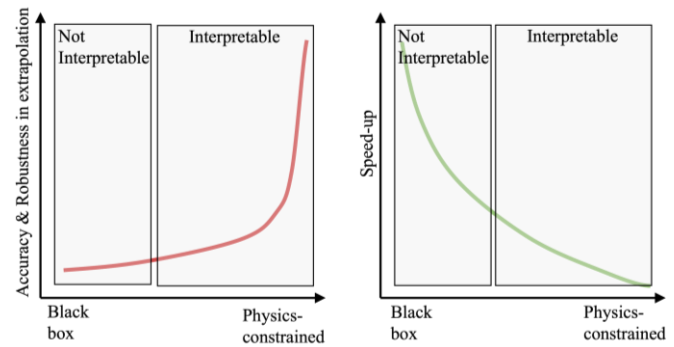 Accuracy & Robustness in extrapolation
Not
Interpretable
Interpretable
Black
box
Physics-
constrained
Speed-up
Not
Interpretable
Interpretable
Black
box
Physics-
constrained